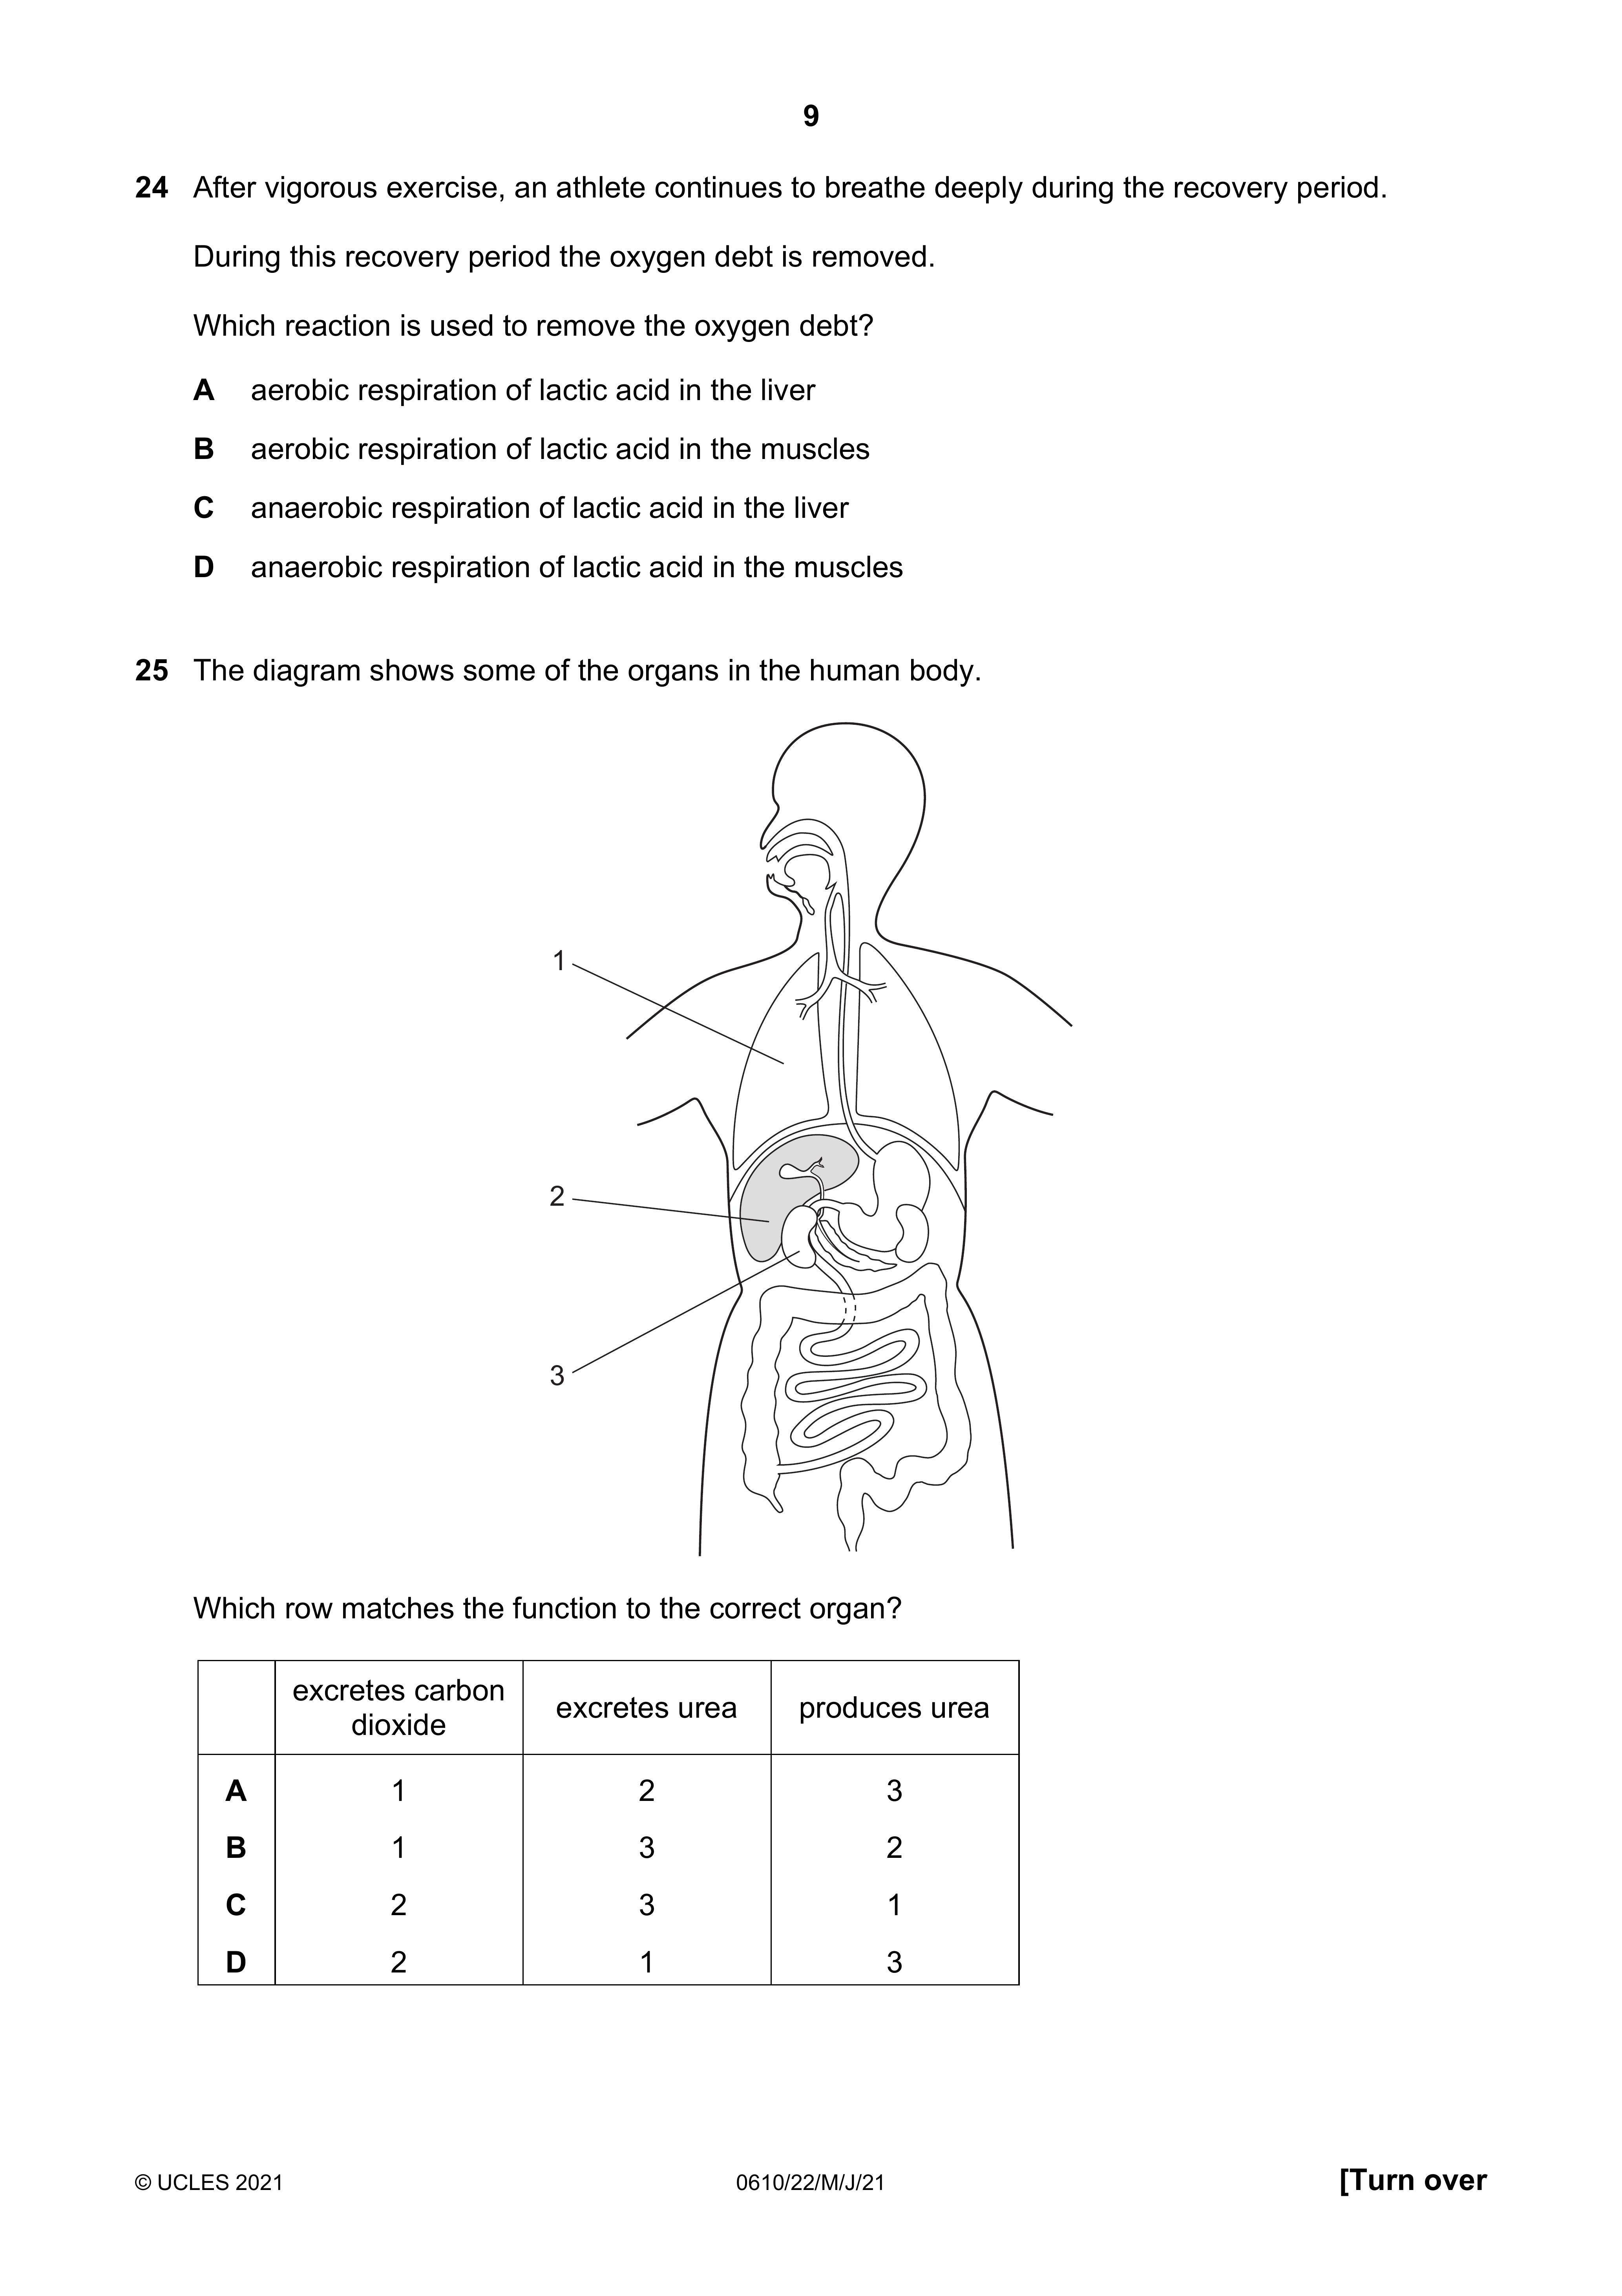 9
24 After vigorous exercise, an athlete continues to breathe deeply during the recovery period.
During this recovery period the oxygen debt is removed.
Which reaction is used to remove the oxygen debt?
A aerobic respiration of lactic acid in the liver
B aerobic respiration of lactic acid in the muscles
C anaerobic respiration of lactic acid in the liver
D anaerobic respiration of lactic acid in the muscles
25 The diagram shows some of the organs in the human body.
1
2
3
Which row matches the function to the correct organ?
excretes carbon dioxide excretes urea produces urea
A 1 2 3
B 1 3 2
C 2 3 1
D 2 1 3
© UCLES 2021 0610/22/M/J/21 [Turn over